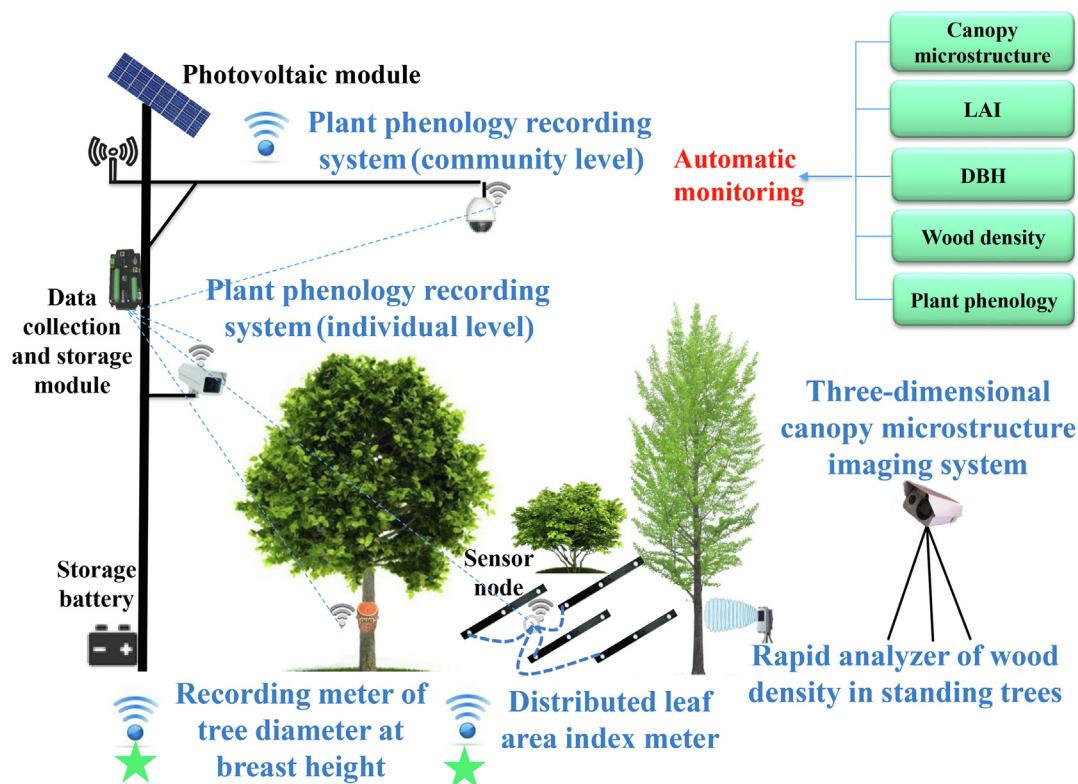 Photovoltaic module
Plant phenology recording
system (community level)
Automatic
monitoring
Canopy
microstructure
LAI
DBH
Wood density
Plant phenology
Data
collection
and storage
module
Plant phenology recording
system (individual level)
Three-dimensional
canopy microstructure
imaging system
Storage
battery
Sensor
node
Rapid analyzer of wood
density in standing trees
Recording meter of
tree diameter at
breast height
Distributed leaf
area index meter